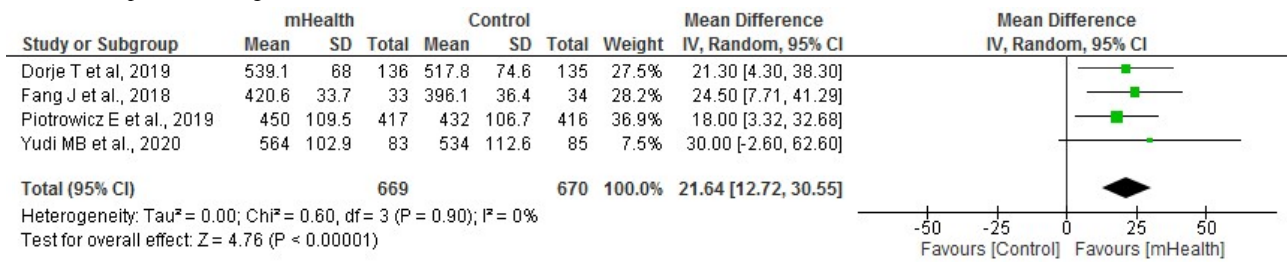 mHealth Control Mean Difference Mean Difference
Study or Subgroup Mean SD Total Mean SD Total Weight IV, Random, 95% CI IV, Random, 95% CI
Dorje T et al, 2019 539.1 68 136 517.8 74.6 135 27.5% 21.30 [4.30, 38.30]
Fang J et al., 2018 420.6 33.7 33 396.1 36.4 34 28.2% 24.50 [7.71, 41.29]
Piotrowicz E et al., 2019 450 109.5 417 432 106.7 416 36.9% 18.00 [3.32, 32.68]
Yudi MB et al., 2020 564 102.9 83 534 112.6 85 7.5% 30.00 [-2.60, 62.60]
Total (95% CI) 669 670 100.0% 21.64 [12.72, 30.55]
Heterogeneity: Tau² = 0.00; Chi² = 0.60, df = 3 (P = 0.90); I² = 0%
Test for overall effect: Z = 4.76 (P < 0.00001)
-50 -25 0 25 50
Favours [Control] Favours [mHealth]